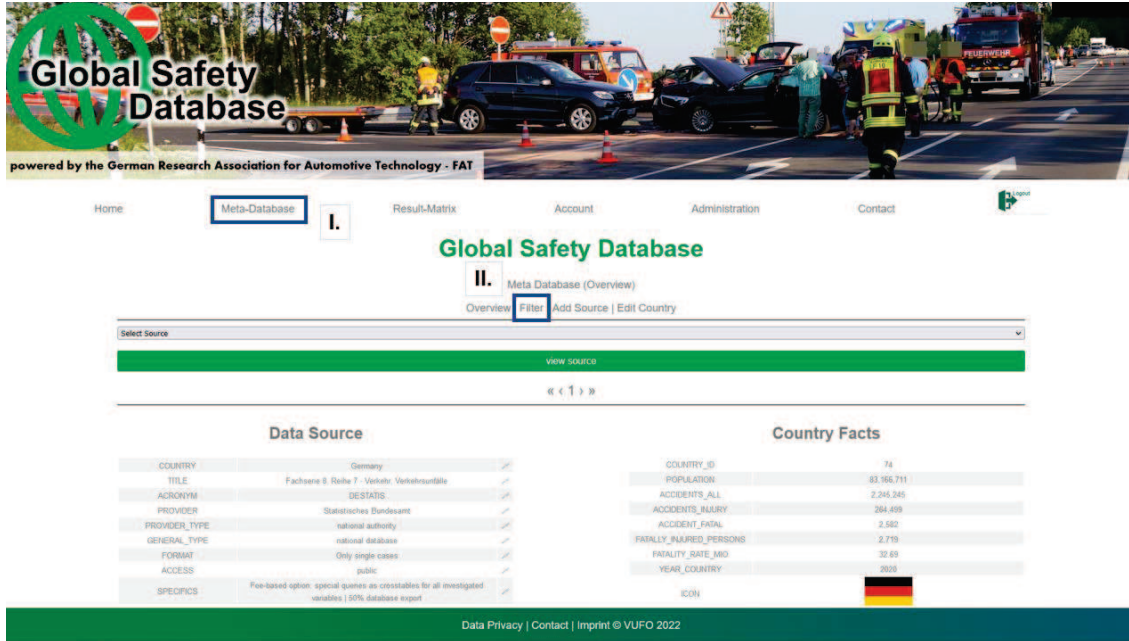 Global Safety
Database
powered by the German Research Association for Automotive Technology - FAT
FEUERWEHR
Home Meta-Database Result-Matrix Account Administration Contact Logout
I.
Global Safety Database
II. Meta Database (Overview)
Overview Filter Add Source | Edit Country
Select Source
view source
« ‹ 1 › »
Data Source
COUNTRY Germany
TITLE Fachserie 8. Reihe 7 - Verkehr. Verkehrsunfälle
ACRONYM DESTATIS
PROVIDER Statistisches Bundesamt
PROVIDER_TYPE national authority
GENERAL_TYPE national database
FORMAT Only single cases
ACCESS public
SPECIFICS Fee-based option: special queries as crosstables for all investigated
variables | 50% database export
Country Facts
COUNTRY_ID 74
POPULATION 83.166.711
ACCIDENTS_ALL 2.245.245
ACCIDENTS_INJURY 264.499
ACCIDENT_FATAL 2.582
FATALLY_INJURED_PERSONS 2.719
FATALITY_RATE_MIO 32.69
YEAR_COUNTRY 2020
ICON
Data Privacy | Contact | Imprint © VUFO 2022